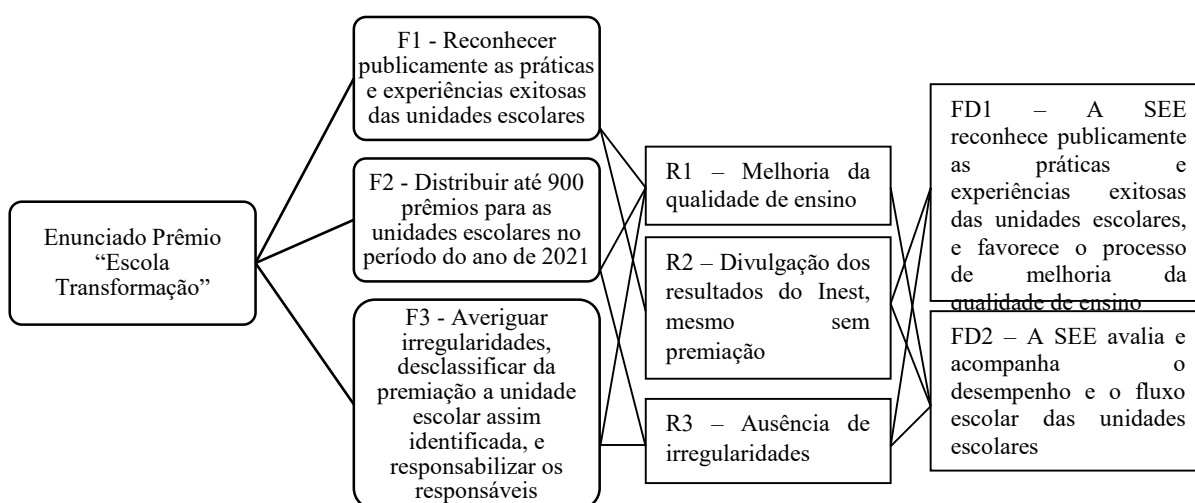 Enunciado Prêmio
“Escola
Transformação”
F1 - Reconhecer
publicamente as práticas
e experiências exitosas
das unidades escolares
F2 - Distribuir até 900
prêmios para as
unidades escolares no
período do ano de 2021
F3 - Averiguar
irregularidades,
desclassificar da
premiação a unidade
escolar assim
identificada, e
responsabilizar os
responsáveis
R1 – Melhoria da
qualidade de ensino
R2 – Divulgação dos
resultados do Inest,
mesmo sem
premiação
R3 – Ausência de
irregularidades
FD1 – A SEE
reconhece publicamente
as práticas e
experiências exitosas
das unidades escolares,
e favorece o processo
de melhoria da
qualidade de ensino
FD2 – A SEE avalia e
acompanha o
desempenho e o fluxo
escolar das unidades
escolares